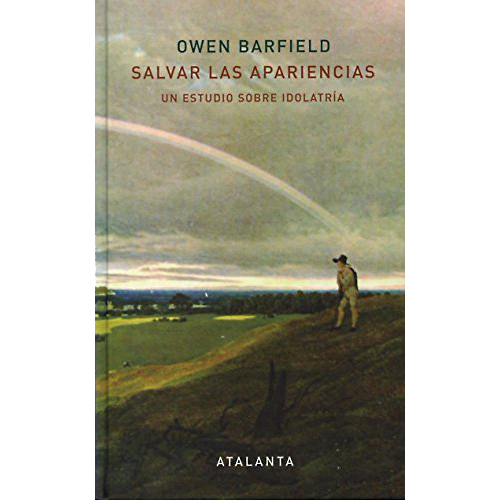 OWEN BARFIELD
SALVAR LAS APARIENCIAS
UN ESTUDIO SOBRE IDOLATRÍA
ATALANTA